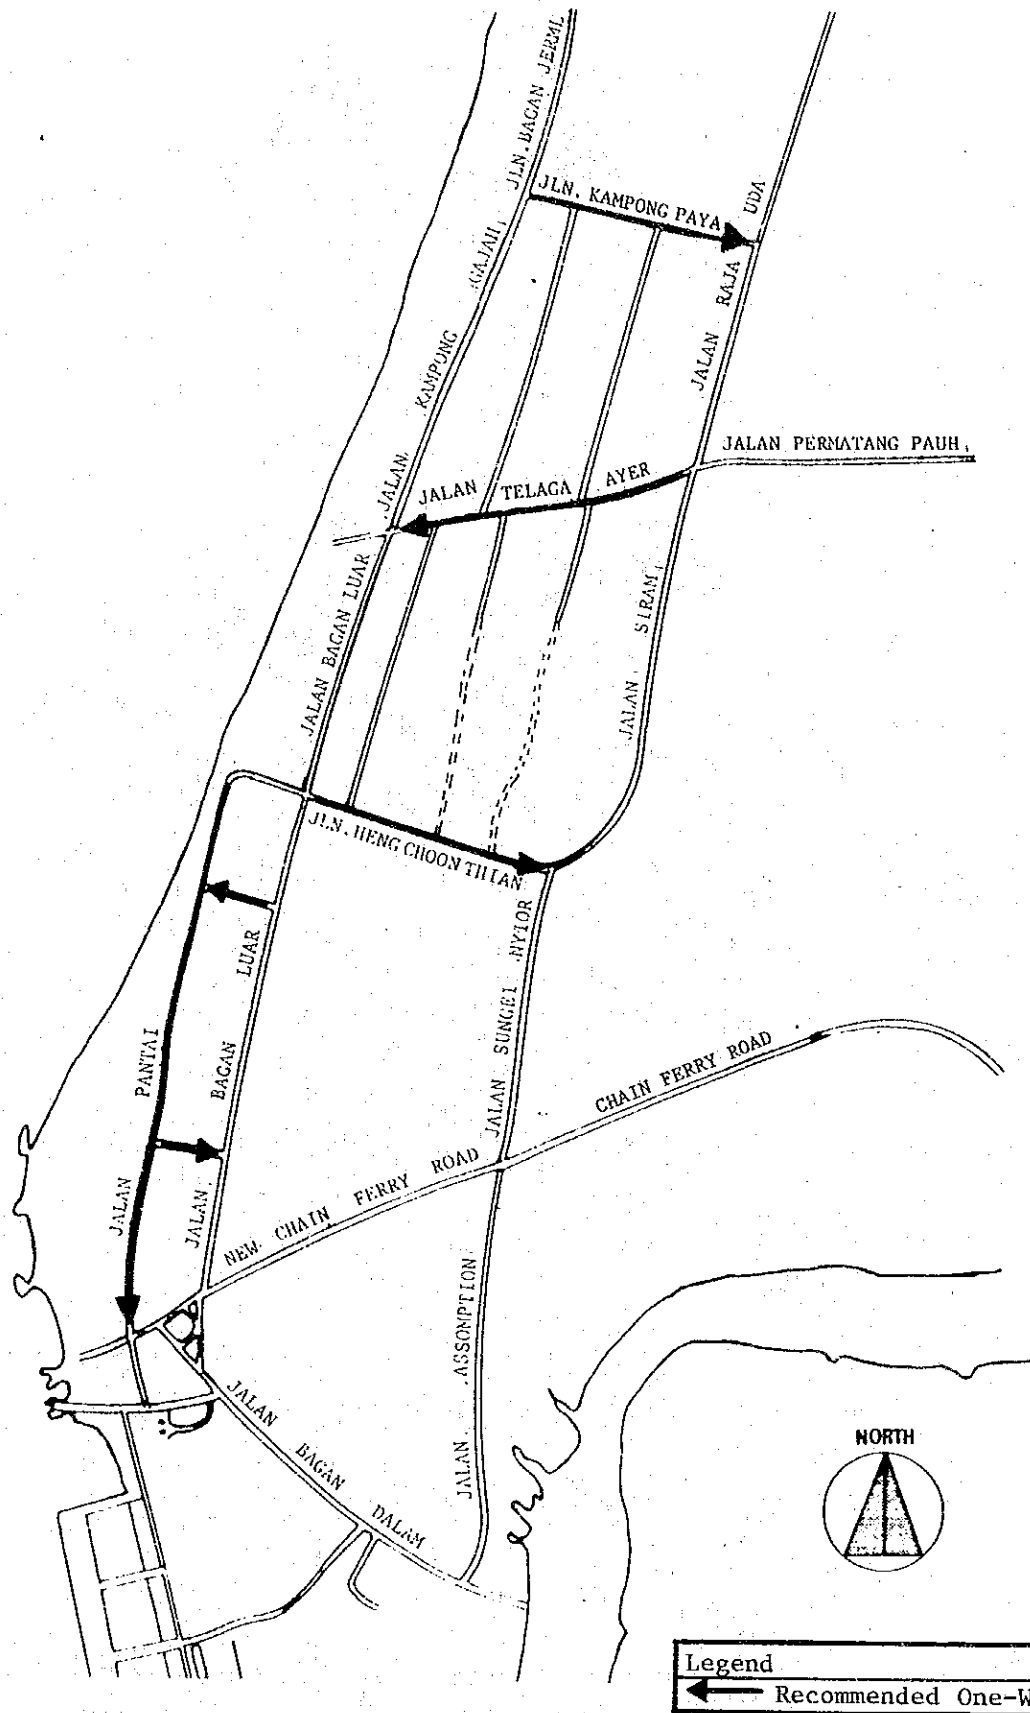 JLN. BAGAN JERML
JLN. KAMPONG PAYA
UDA
JALAN RAJA
JALAN KAMPONG GAJAH
JALAN PERMATANG PAUH
JALAN TELAGA AYER
JALAN BAGAN LUAR
JALAN SIRAM
JLN. HENG CHOON THIAN
JALAN BAGAN LUAR
JALAN PANTAI
JALAN SUNGEI NYIOR
CHAIN FERRY ROAD
NEW CHAIN FERRY ROAD
JALAN ASSOMPTION
JALAN BAGAN DALAM
NORTH
Legend
Recommended One-W